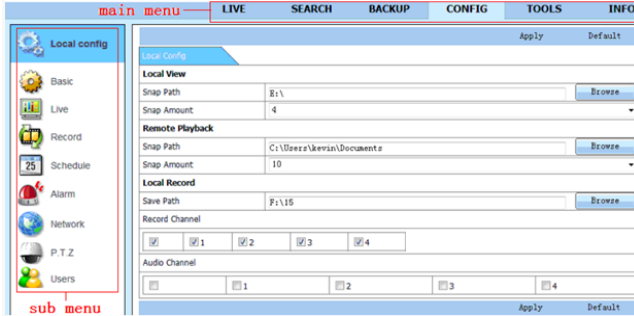 main menu LIVE SEARCH BACKUP CONFIG TOOLS INFO
Apply Default
Local config
Basic
Live
Record
25 Schedule
Alarm
Network
P.T.Z
Users
sub menu
Local Config
Local View
Snap Path E:\ Browse
Snap Amount 4
Remote Playback
Snap Path C:\Users\kevin\Documents Browse
Snap Amount 10
Local Record
Save Path F:\15 Browse
Record Channel
1 2 3 4
Audio Channel
1 2 3 4
Apply Default